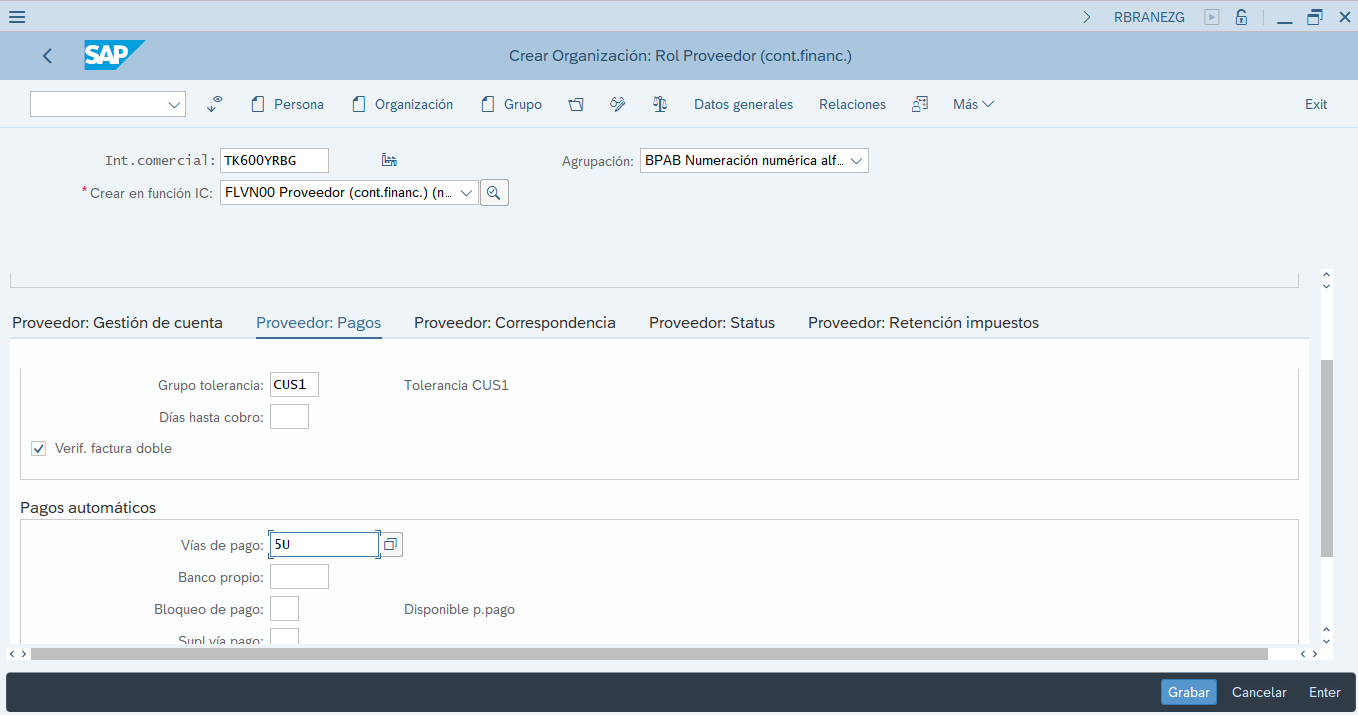 RBRANEZG
SAP Crear Organización: Rol Proveedor (cont.financ.)
Persona Organización Grupo Datos generales Relaciones Más Exit
Int.comercial: TK600YRBG Agrupación: BPAB Numeración numérica alf...
* Crear en función IC: FLVN00 Proveedor (cont.financ.) (n...
Proveedor: Gestión de cuenta Proveedor: Pagos Proveedor: Correspondencia Proveedor: Status Proveedor: Retención impuestos
Grupo tolerancia: CUS1 Tolerancia CUS1
Días hasta cobro:
Verif. factura doble
Pagos automáticos
Vías de pago: 5U
Banco propio:
Bloqueo de pago: Disponible p.pago
Supl.vía pago:
Grabar Cancelar Enter